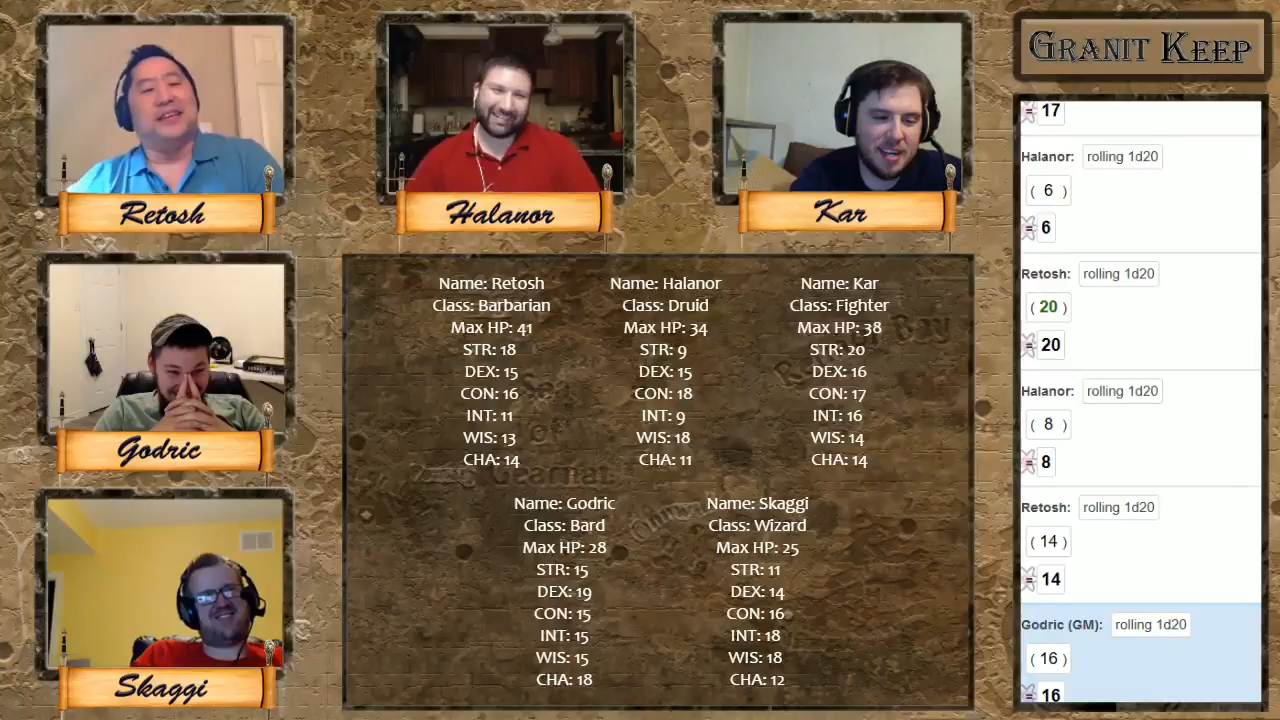 GRANIT KEEP
Retosh
Halanor
Kar
Godric
Skaggi
Name: Retosh
Class: Barbarian
Max HP: 41
STR: 18
DEX: 15
CON: 16
INT: 11
WIS: 13
CHA: 14
Name: Halanor
Class: Druid
Max HP: 34
STR: 9
DEX: 15
CON: 18
INT: 9
WIS: 18
CHA: 11
Name: Kar
Class: Fighter
Max HP: 38
STR: 20
DEX: 16
CON: 17
INT: 16
WIS: 14
CHA: 14
Name: Godric
Class: Bard
Max HP: 28
STR: 15
DEX: 19
CON: 15
INT: 15
WIS: 15
CHA: 18
Name: Skaggi
Class: Wizard
Max HP: 25
STR: 11
DEX: 14
CON: 16
INT: 18
WIS: 18
CHA: 12
= 17
Halanor: rolling 1d20
( 6 )
= 6
Retosh: rolling 1d20
( 20 )
= 20
Halanor: rolling 1d20
( 8 )
= 8
Retosh: rolling 1d20
( 14 )
= 14
Godric (GM): rolling 1d20
( 16 )
= 16